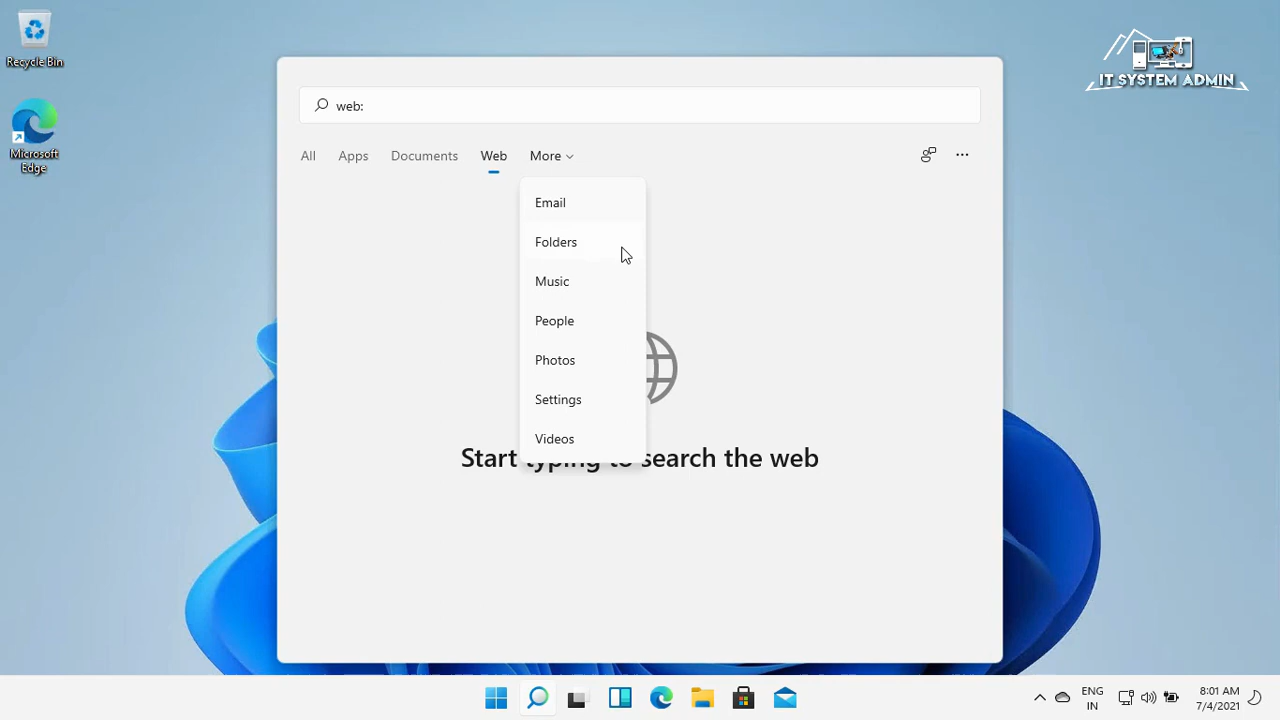 Recycle Bin
Microsoft
Edge
IT SYSTEM ADMIN
web:
All Apps Documents Web More
Email
Folders
Music
People
Photos
Settings
Videos
Start typing to search the web
ENG
IN
8:01 AM
7/4/2021